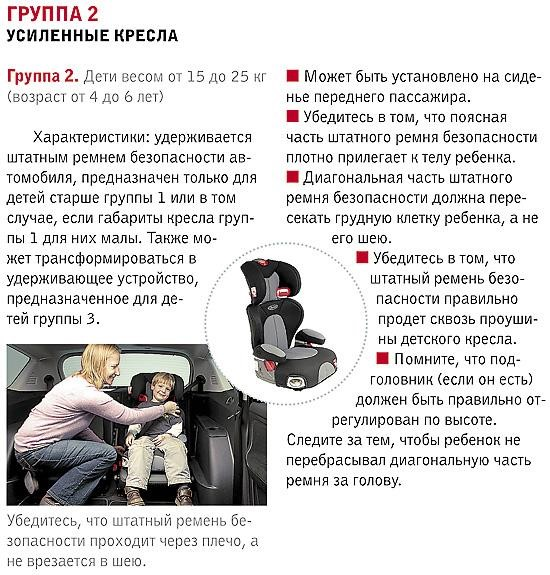 ГРУППА 2
УСИЛЕННЫЕ КРЕСЛА
Группа 2. Дети весом от 15 до 25 кг
(возраст от 4 до 6 лет)
Характеристики: удерживается
штатным ремнем безопасности ав-
томобиля, предназначен только для
детей старше группы 1 или в том
случае, если габариты кресла груп-
пы 1 для них малы. Также мо-
жет трансформироваться в
удерживающее устройство,
предназначенное для де-
тей группы 3.
Убедитесь, что штатный ремень бе-
зопасности проходит через плечо, а
не врезается в шею.
■ Может быть установлено на сиде-
нье переднего пассажира.
■ Убедитесь в том, что поясная
часть штатного ремня безопасности
плотно прилегает к телу ребенка.
■ Диагональная часть штатного
ремня безопасности должна пере-
секать грудную клетку ребенка, а не
его шею.
■ Убедитесь в том, что
штатный ремень безо-
пасности правильно
продет сквозь проуши-
ны детского кресла.
■ Помните, что под-
головник (если он есть)
должен быть правильно от-
регулирован по высоте.
Следите за тем, чтобы ребенок не
перебрасывал диагональную часть
ремня за голову.